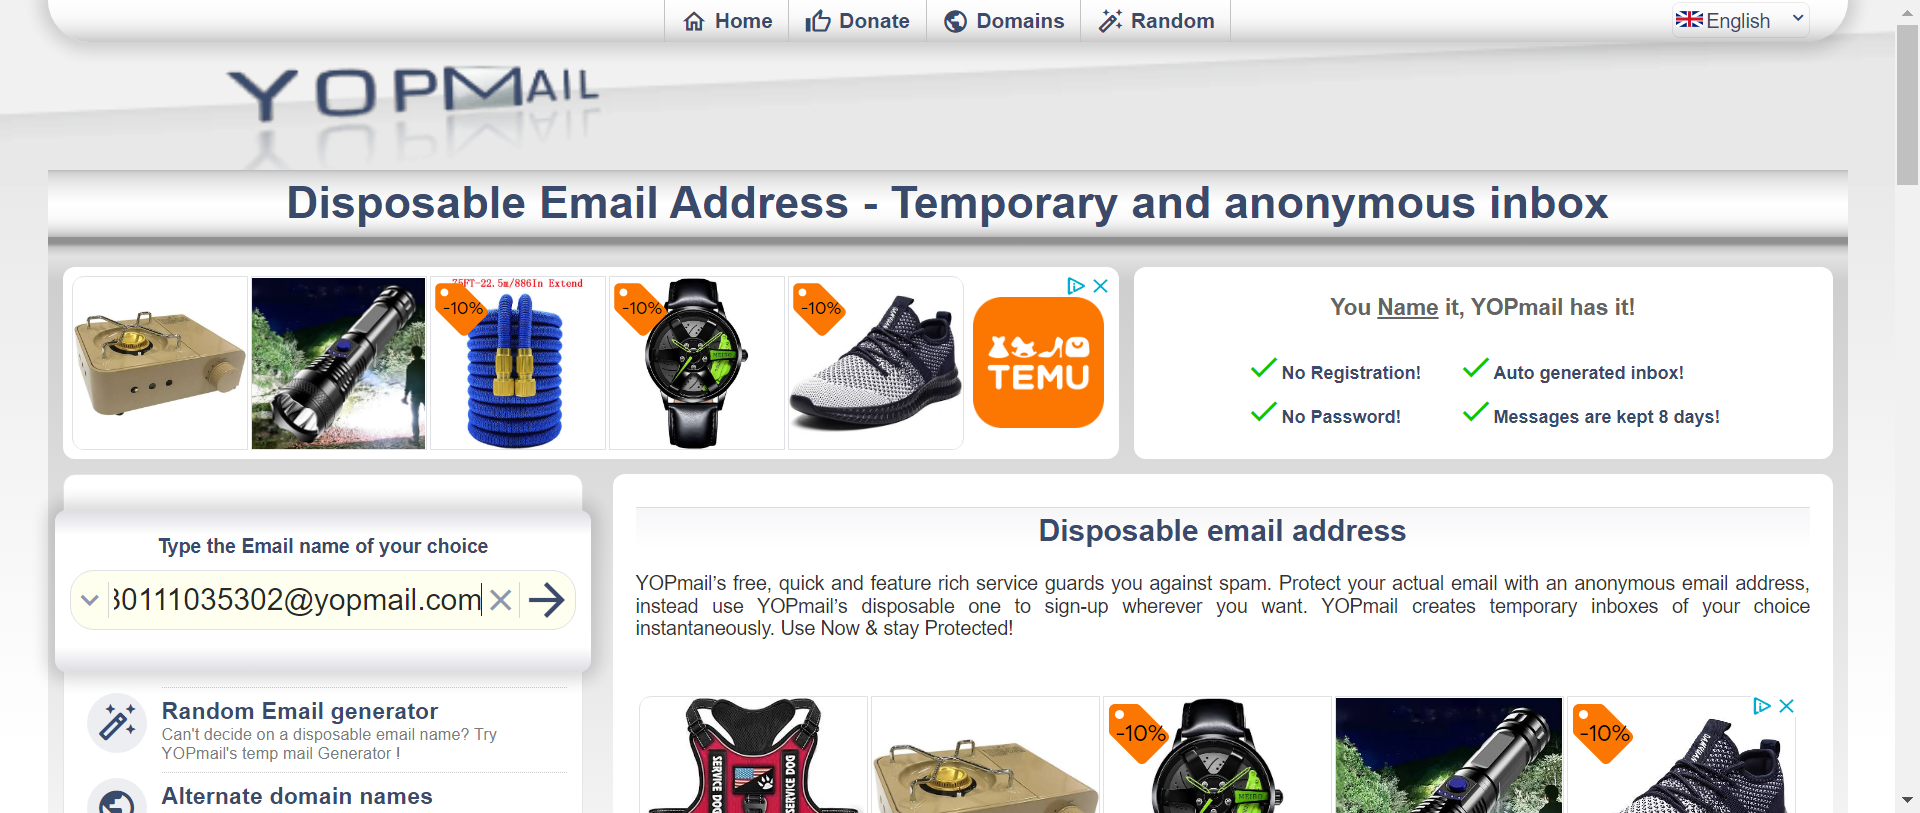 Home
Donate
Domains
Random
English
YOPMAIL
Disposable Email Address - Temporary and anonymous inbox
75FT-22.5m/886In Extend
-10%
-10%
-10%
TEMU
You Name it, YOPmail has it!
No Registration!
Auto generated inbox!
No Password!
Messages are kept 8 days!
Type the Email name of your choice
30111035302@yopmail.com
Random Email generator
Can't decide on a disposable email name? Try
YOPmail's temp mail Generator !
Alternate domain names
Disposable email address
YOPmail's free, quick and feature rich service guards you against spam. Protect your actual email with an anonymous email address,
instead use YOPmail's disposable one to sign-up wherever you want. YOPmail creates temporary inboxes of your choice
instantaneously. Use Now & stay Protected!
SERVICE DOG
SERVICE DOG
-10%
-10%